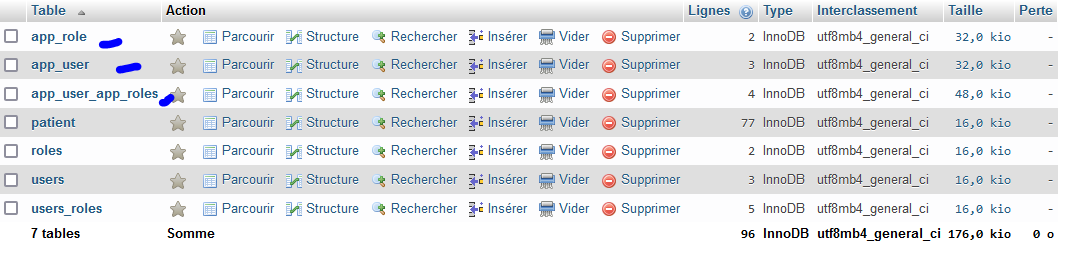 Table Action Lignes Type Interclassement Taille Perte
app_role Parcourir Structure Rechercher Insérer Vider Supprimer 2 InnoDB utf8mb4_general_ci 32,0 kio -
app_user Parcourir Structure Rechercher Insérer Vider Supprimer 3 InnoDB utf8mb4_general_ci 32,0 kio -
app_user_app_roles Parcourir Structure Rechercher Insérer Vider Supprimer 4 InnoDB utf8mb4_general_ci 48,0 kio -
patient Parcourir Structure Rechercher Insérer Vider Supprimer 77 InnoDB utf8mb4_general_ci 16,0 kio -
roles Parcourir Structure Rechercher Insérer Vider Supprimer 2 InnoDB utf8mb4_general_ci 16,0 kio -
users Parcourir Structure Rechercher Insérer Vider Supprimer 3 InnoDB utf8mb4_general_ci 16,0 kio -
users_roles Parcourir Structure Rechercher Insérer Vider Supprimer 5 InnoDB utf8mb4_general_ci 16,0 kio -
7 tables Somme 96 InnoDB utf8mb4_general_ci 176,0 kio 0 o